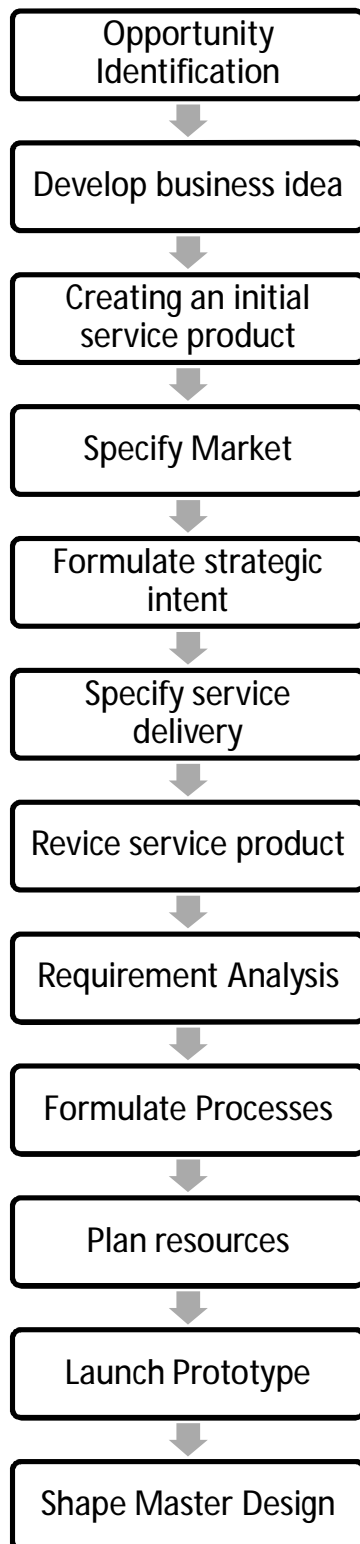 Opportunity
Identification
Develop business idea
Creating an initial
service product
Specify Market
Formulate strategic
intent
Specify service
delivery
Revice service product
Requirement Analysis
Formulate Processes
Plan resources
Launch Prototype
Shape Master Design